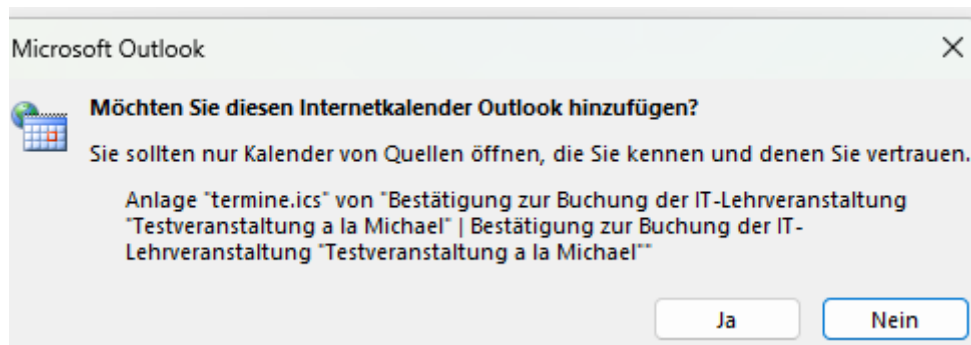 Microsoft Outlook
Möchten Sie diesen Internetkalender Outlook hinzufügen?
Sie sollten nur Kalender von Quellen öffnen, die Sie kennen und denen Sie vertrauen.
Anlage "termine.ics" von "Bestätigung zur Buchung der IT-Lehrveranstaltung
"Testveranstaltung a la Michael" | Bestätigung zur Buchung der IT-
Lehrveranstaltung "Testveranstaltung a la Michael""
Ja
Nein